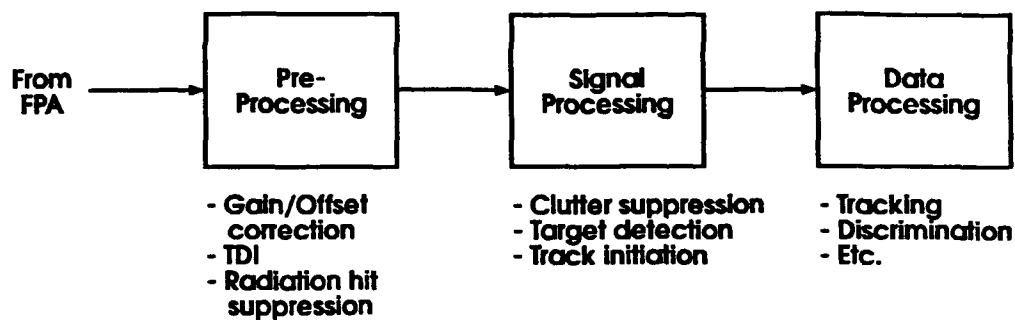 From
FPA
Pre-
Processing
Signal
Processing
Data
Processing
- Gain/Offset
correction
- TDI
- Radiation hit
suppression
- Clutter suppression
- Target detection
- Track initiation
- Tracking
- Discrimination
- Etc.